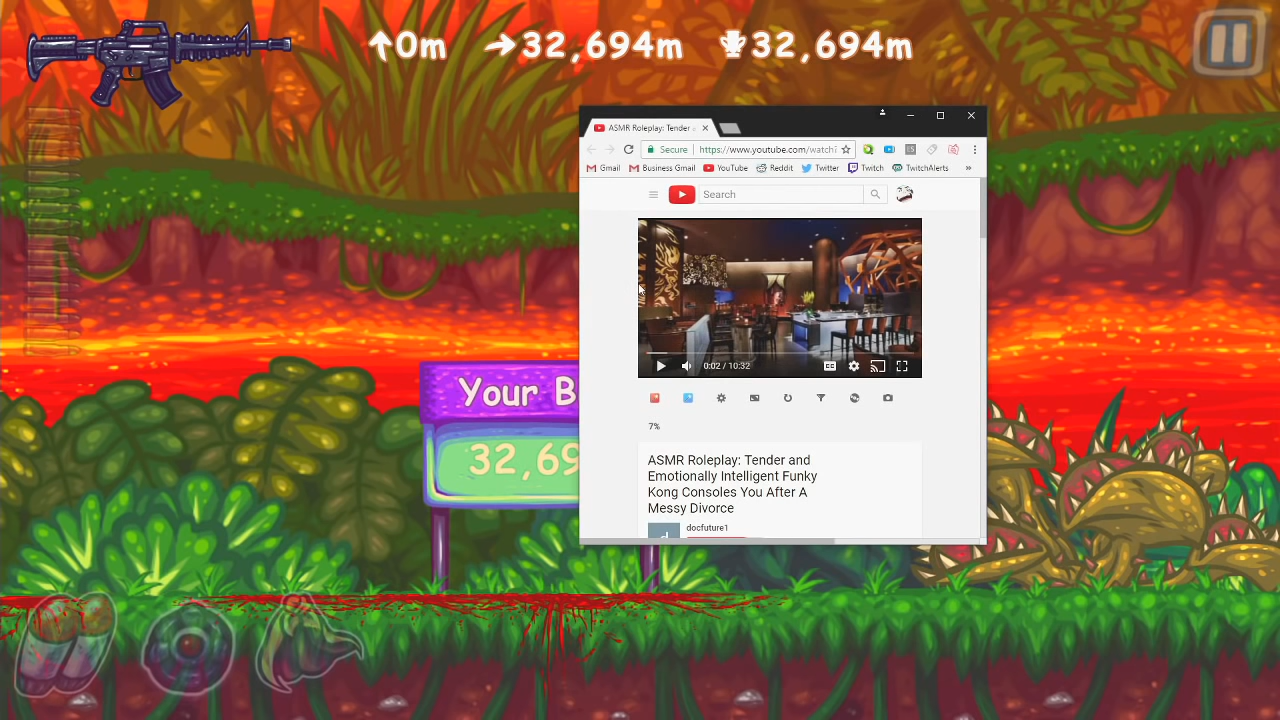 ↑0m →32,694m 32,694m
ASMR Roleplay: Tender
Secure https://www.youtube.com/watch
Gmail Business Gmail YouTube Reddit Twitter Twitch TwitchAlerts »
Search
0:02 / 10:32
CC
7%
Your B
32,69
ASMR Roleplay: Tender and
Emotionally Intelligent Funky
Kong Consoles You After A
Messy Divorce
d docfuture1